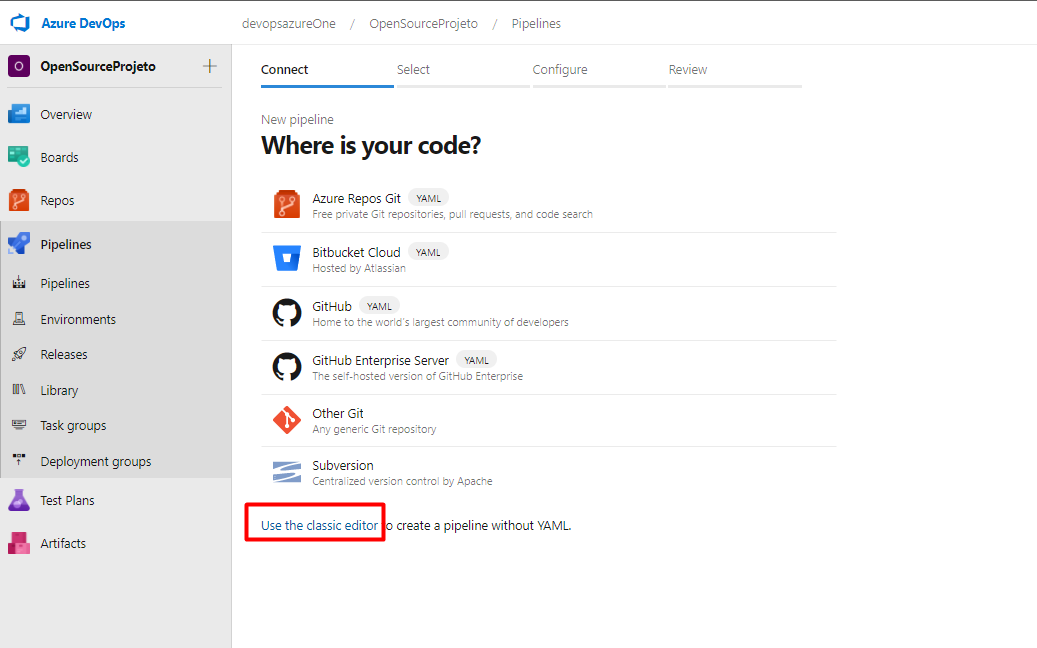 Azure DevOps
devopsazureOne / OpenSourceProjeto / Pipelines
O OpenSourceProjeto +
Overview
Boards
Repos
Pipelines
Pipelines
Environments
Releases
Library
Task groups
Deployment groups
Test Plans
Artifacts
Connect Select Configure Review
New pipeline
Where is your code?
Azure Repos Git YAML
Free private Git repositories, pull requests, and code search
Bitbucket Cloud YAML
Hosted by Atlassian
GitHub YAML
Home to the world's largest community of developers
GitHub Enterprise Server YAML
The self-hosted version of GitHub Enterprise
Other Git
Any generic Git repository
Subversion
Centralized version control by Apache
Use the classic editor to create a pipeline without YAML.